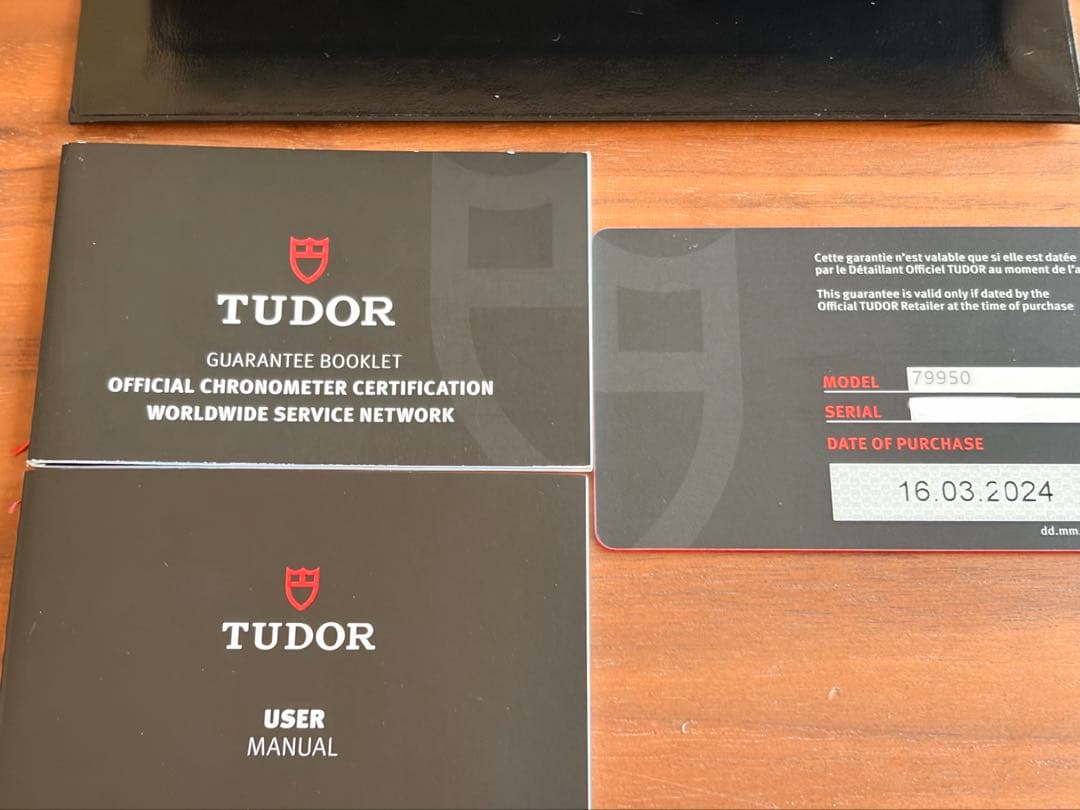 TUDOR
GUARANTEE BOOKLET
OFFICIAL CHRONOMETER CERTIFICATION
WORLDWIDE SERVICE NETWORK
TUDOR
USER
MANUAL
Cette garantie n'est valable que si elle est datée
par le Détaillant Officiel TUDOR au moment de l'a
This guarantee is valid only if dated by the
Official TUDOR Retailer at the time of purchase
MODEL 79950
SERIAL
DATE OF PURCHASE
16.03.2024
dd.mm.